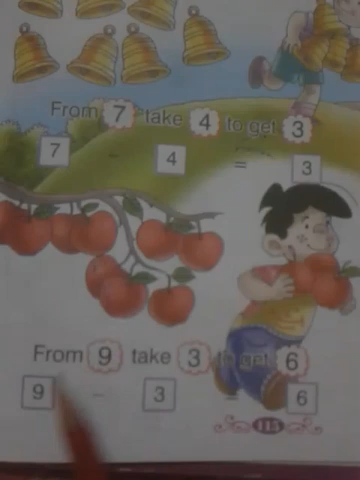 From 7 take 4 to get 3
7 - 4 = 3
From 9 take 3 to get 6
9 - 3 = 6
115